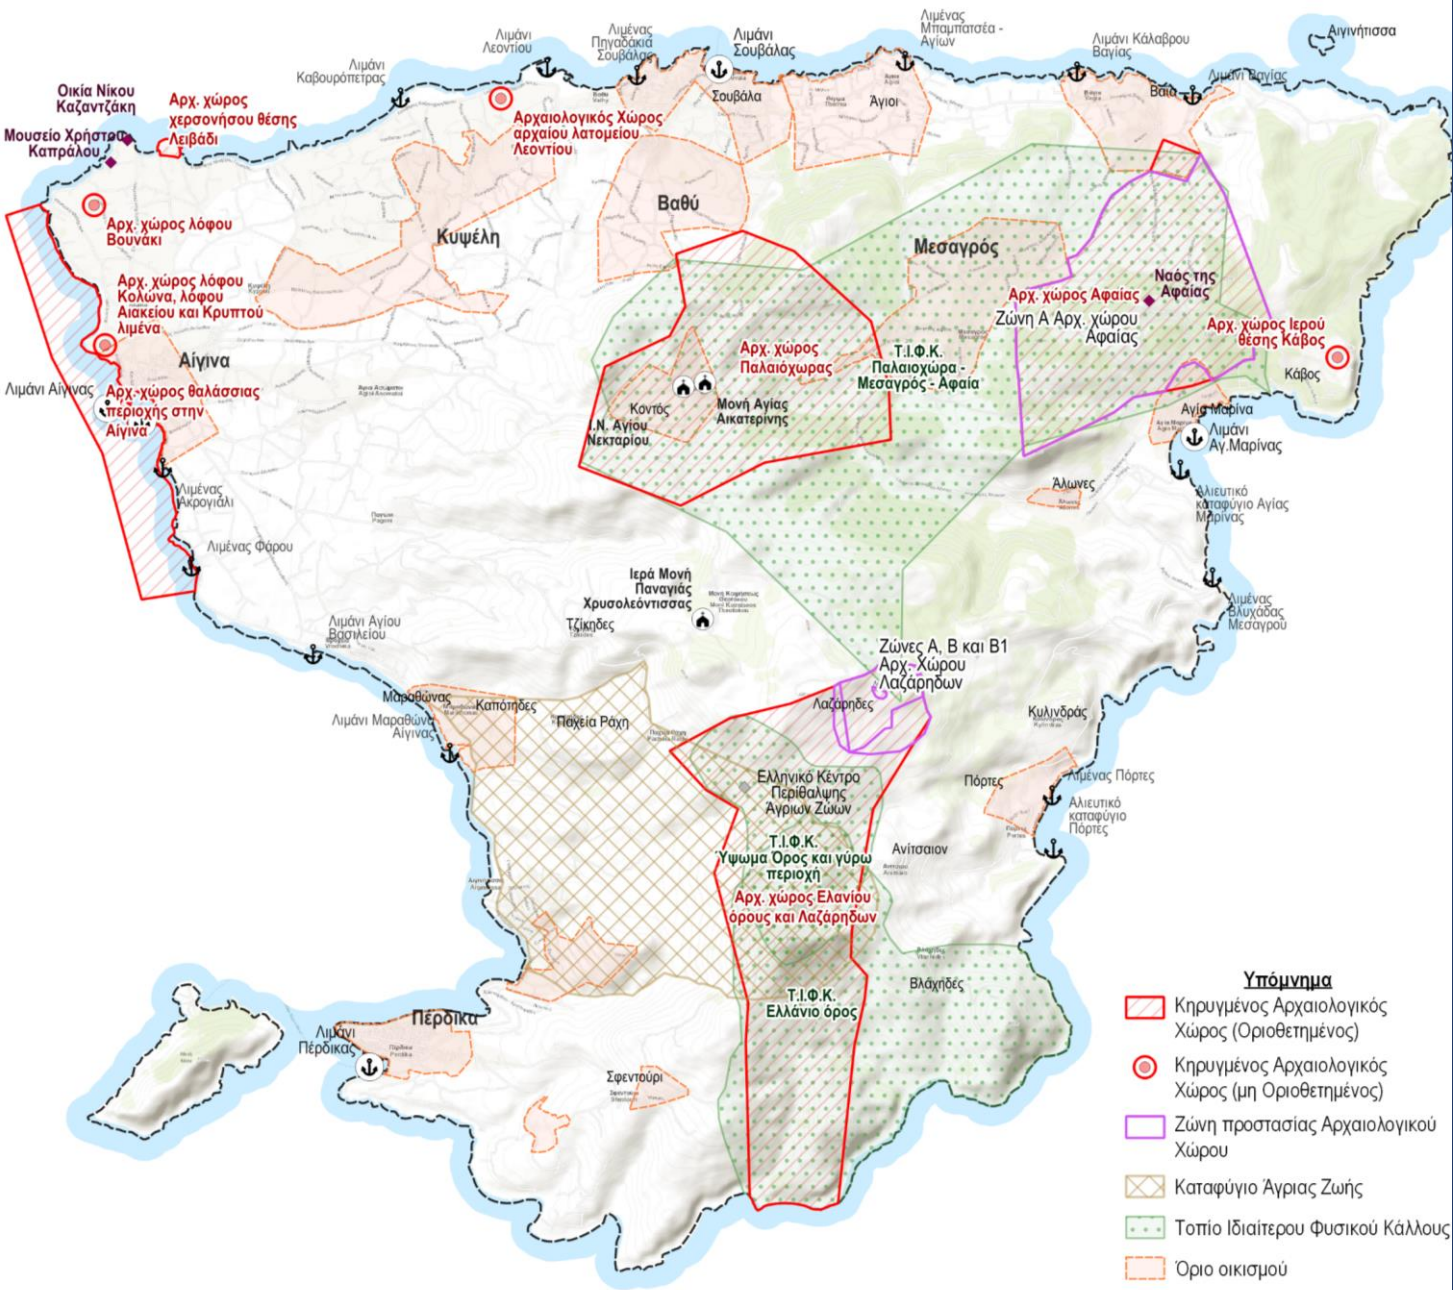 Αιγινήτισσα
Λιμένας
Μπαμπατσέα -
Αγίων
Λιμάνι
Λεοντίου
Λιμένας
Πηγαδάκια
Σουβάλας
Λιμάνι
Σουβάλας
Λιμάνι Κάλαβρου
Βαγίας
Λιμάνι Βαγίας
Λιμάνι
Καβουρόπετρας
Οικία Νίκου
Καζαντζάκη
Αρχ. χώρος
χερσονήσου θέσης
Λειβάδι
Μουσείο Χρήστου
Καπράλου
Αρχαιολογικός Χώρος
αρχαίου λατομείου
Λεοντίου
Σουβάλα
Άγιοι
Βαϊα
Αρχ. χώρος λόφου
Βουνάκι
Κυψέλη
Βαθύ
Μεσαγρός
Αρχ. χώρος λόφου
Κολώνα, λόφου
Αιακείου και Κρυπτού
λιμένα
Ναός της
Αφαίας
Αρχ. χώρος Αφαίας
Ζώνη Α Αρχ. χώρου
Αφαίας
Αρχ. χώρος Ιερού
θέσης Κάβος
Κάβος
Αίγινα
Λιμάνι Αίγινας
Αρχ. χώρος θαλάσσιας
περιοχής στην
Αίγινα
Αρχ. χώρος
Παλαιόχωρας
Τ.Ι.Φ.Κ.
Παλαιοχώρα -
Μεσαγρός - Αφαία
Κοντός
Ι.Ν. Αγίου
Νεκταρίου
Μονή Αγίας
Αικατερίνης
Αγία Μαρίνα
Λιμάνι
Αγ.Μαρίνας
Λιμένας
Ακρογιάλι
Άλωνες
Αλιευτικό
καταφύγιο Αγίας
Μαρίνας
Λιμένας Φάρου
Ιερά Μονή
Παναγιάς
Χρυσολεόντισσας
Τζίκηδες
Λιμένας
Βλυχάδας
Μεσαγρού
Λιμάνι Αγίου
Βασιλείου
Ζώνες Α, Β και Β1
Αρχ. Χώρου
Λαζάρηδων
Λαζάρηδες
Μαραθώνας
Καπότηδες
Παχεία Ράχη
Λιμάνι Μαραθώνα
Αίγινας
Κυλινδράς
Πόρτες
Λιμένας Πόρτες
Αλιευτικό
καταφύγιο
Πόρτες
Ελληνικό Κέντρο
Περίθαλψης
Άγριων Ζώων
Ανίτσαιον
Τ.Ι.Φ.Κ.
Ύψωμα Όρος και γύρω
περιοχή
Αρχ. χώρος Ελανίου
όρους και Λαζάρηδων
Βλάχηδες
Τ.Ι.Φ.Κ.
Ελλάνιο όρος
Πέρδικα
Λιμάνι
Πέρδικας
Σφεντούρι
Υπόμνημα
Κηρυγμένος Αρχαιολογικός
Χώρος (Οριοθετημένος)
Κηρυγμένος Αρχαιολογικός
Χώρος (μη Οριοθετημένος)
Ζώνη προστασίας Αρχαιολογικού
Χώρου
Καταφύγιο Άγριας Ζωής
Τοπίο Ιδιαίτερου Φυσικού Κάλλους
Όριο οικισμού